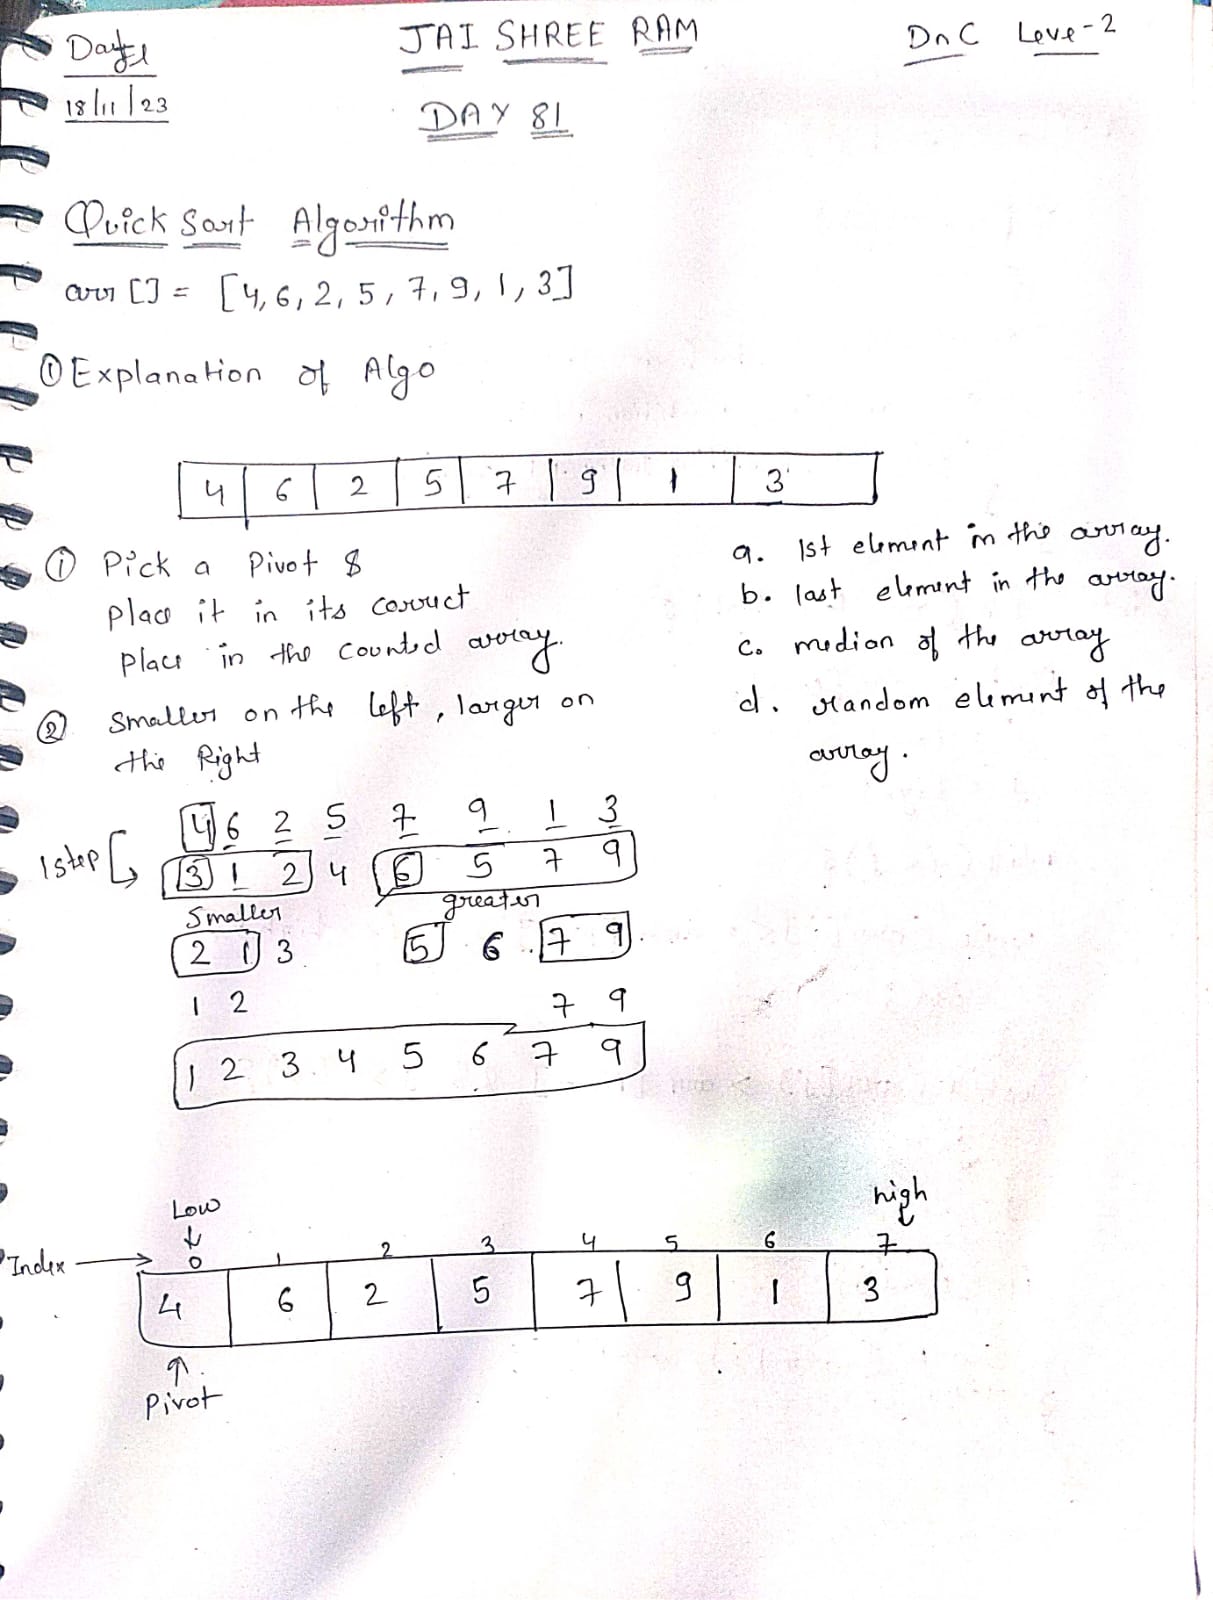 Date
JAI SHREE RAM
DnC Leve-2
18/11/23
DAY 81
Quick Sort Algorithm
arr [] = [4, 6, 2, 5, 7, 9, 1, 3]
① Explanation of Algo
4 6 2 5 7 9 1 3
① Pick a Pivot &
place it in its correct
place in the counted array.
② Smaller on the left, larger on
the Right
a. 1st element in the array.
b. last element in the array.
c. median of the array
d. random element of the
array.
4 6 2 5 7 9 1 3
1 step 3 1 2 4 6 5 7 9
Smaller greater
2 1 3 5 6 7 9
1 2 7 9
1 2 3 4 5 6 7 9
Low high
Index 0 1 2 3 4 5 6 7
4 6 2 5 7 9 1 3
Pivot